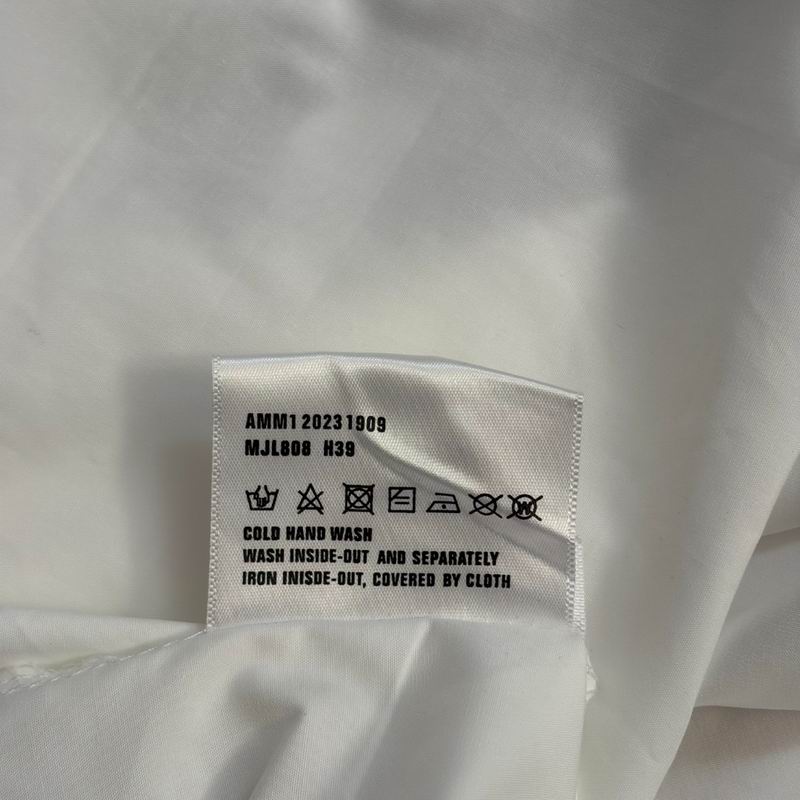 AMM1 20231909
MJL808 H39
COLD HAND WASH
WASH INSIDE-OUT AND SEPARATELY
IRON INISDE-OUT, COVERED BY CLOTH